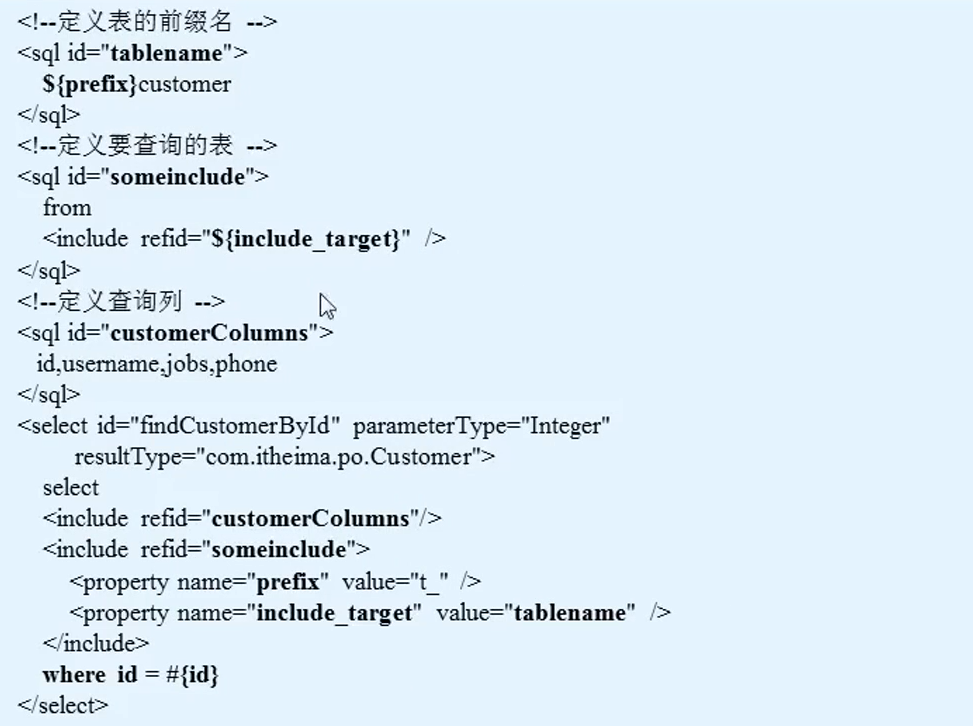 <!--定义表的前缀名 -->
<sql id="tablename">
${prefix}customer
</sql>
<!--定义要查询的表 -->
<sql id="someinclude">
from
<include refid="${include_target}" />
</sql>
<!--定义查询列 -->
<sql id="customerColumns">
id,username,jobs,phone
</sql>
<select id="findCustomerById" parameterType="Integer"
resultType="com.itheima.po.Customer">
select
<include refid="customerColumns"/>
<include refid="someinclude">
<property name="prefix" value="t_" />
<property name="include_target" value="tablename" />
</include>
where id = #{id}
</select>